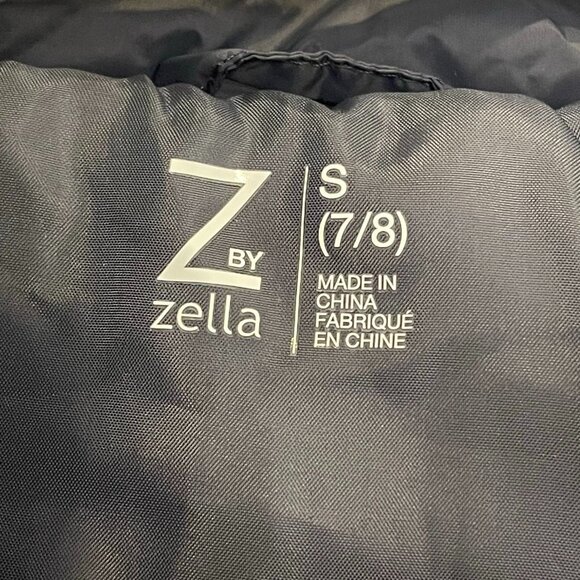 Z BY
zella
S
(7/8)
MADE IN
CHINA
FABRIQUÉ
EN CHINE